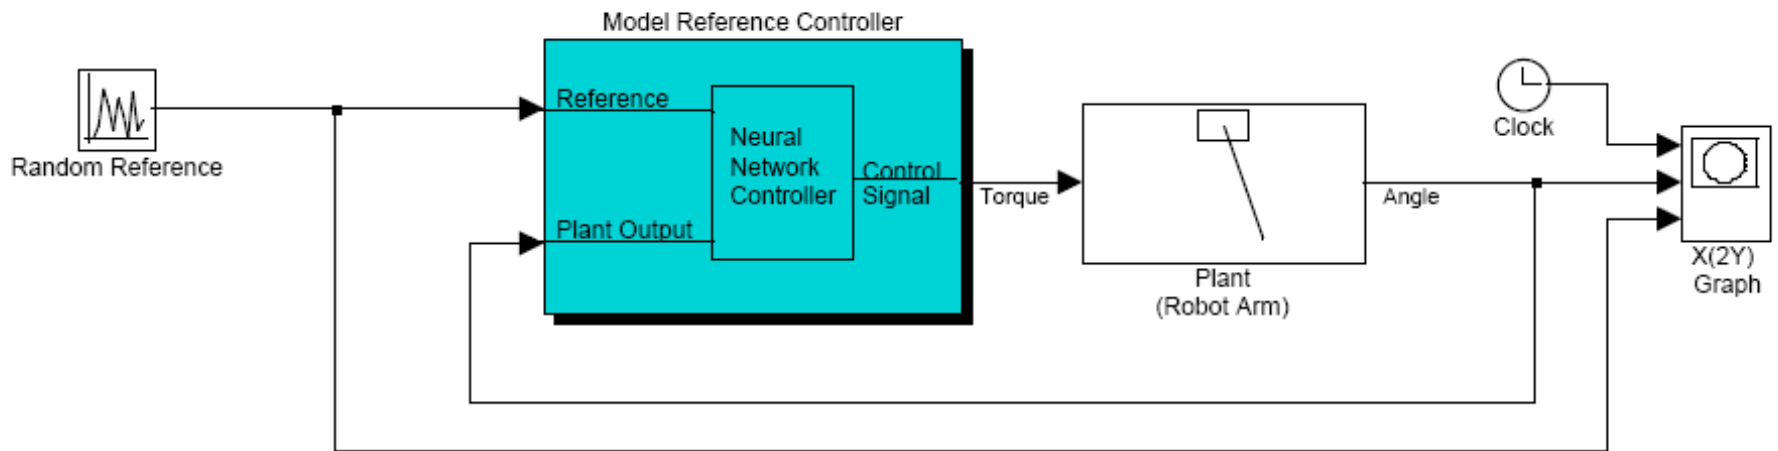 Model Reference Controller
Random Reference
Reference
Neural
Network
Controller
Control
Signal
Plant Output
Torque
Plant
(Robot Arm)
Angle
Clock
X(2Y)
Graph